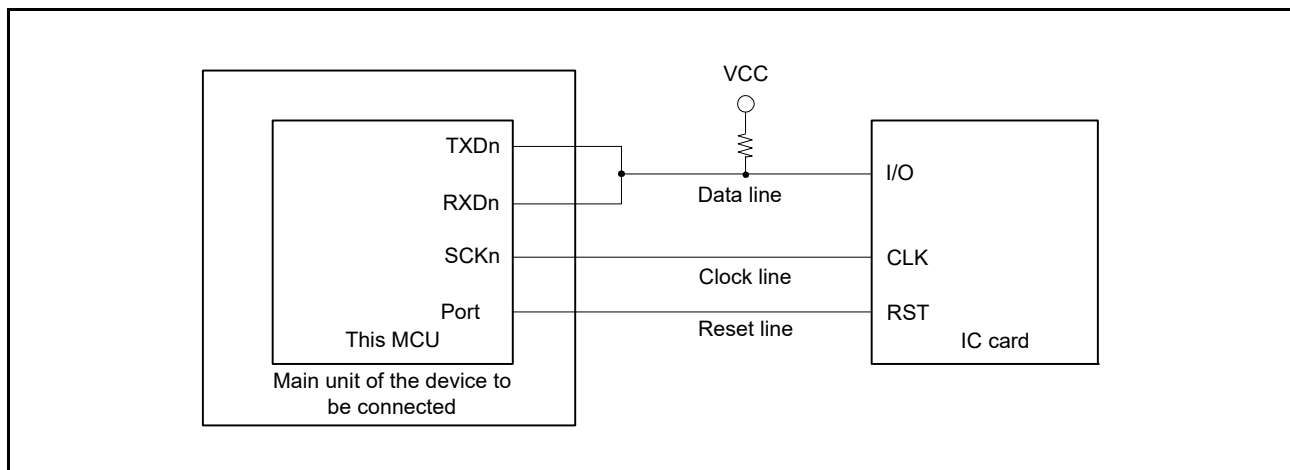 VCC
TXDn
RXDn
SCKn
Port
This MCU
Main unit of the device to
be connected
Data line
Clock line
Reset line
I/O
CLK
RST
IC card